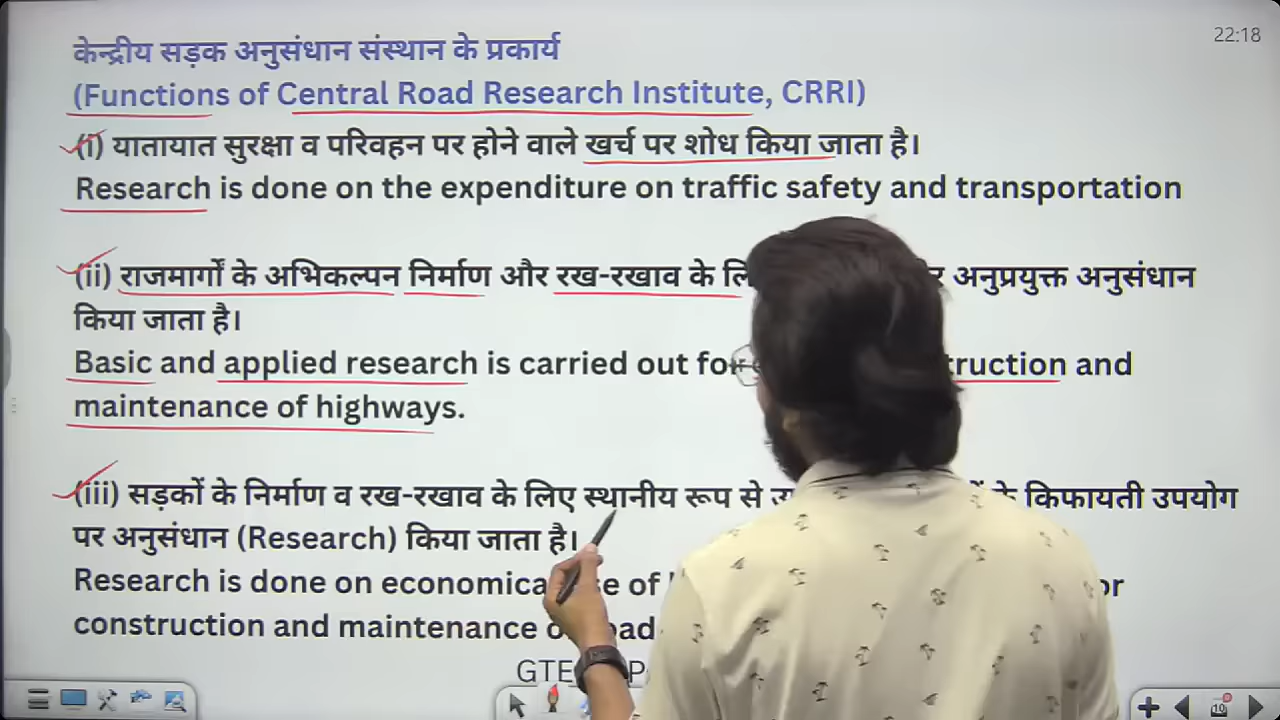 22:18
केन्द्रीय सड़क अनुसंधान संस्थान के प्रकार्य
(Functions of Central Road Research Institute, CRRI)
(i) यातायात सुरक्षा व परिवहन पर होने वाले खर्च पर शोध किया जाता है।
Research is done on the expenditure on traffic safety and transportation
(ii) राजमार्गों के अभिकल्पन निर्माण और रख-रखाव के अनुप्रयुक्त अनुसंधान
किया जाता है।
Basic and applied research is carried out and
maintenance of highways.
(iii) सड़कों के निर्माण व रख-रखाव के लिए स्थानीय रूप से के किफायती उपयोग
पर अनुसंधान (Research) किया जाता है।
Research is done on of
construction and maintenance
10